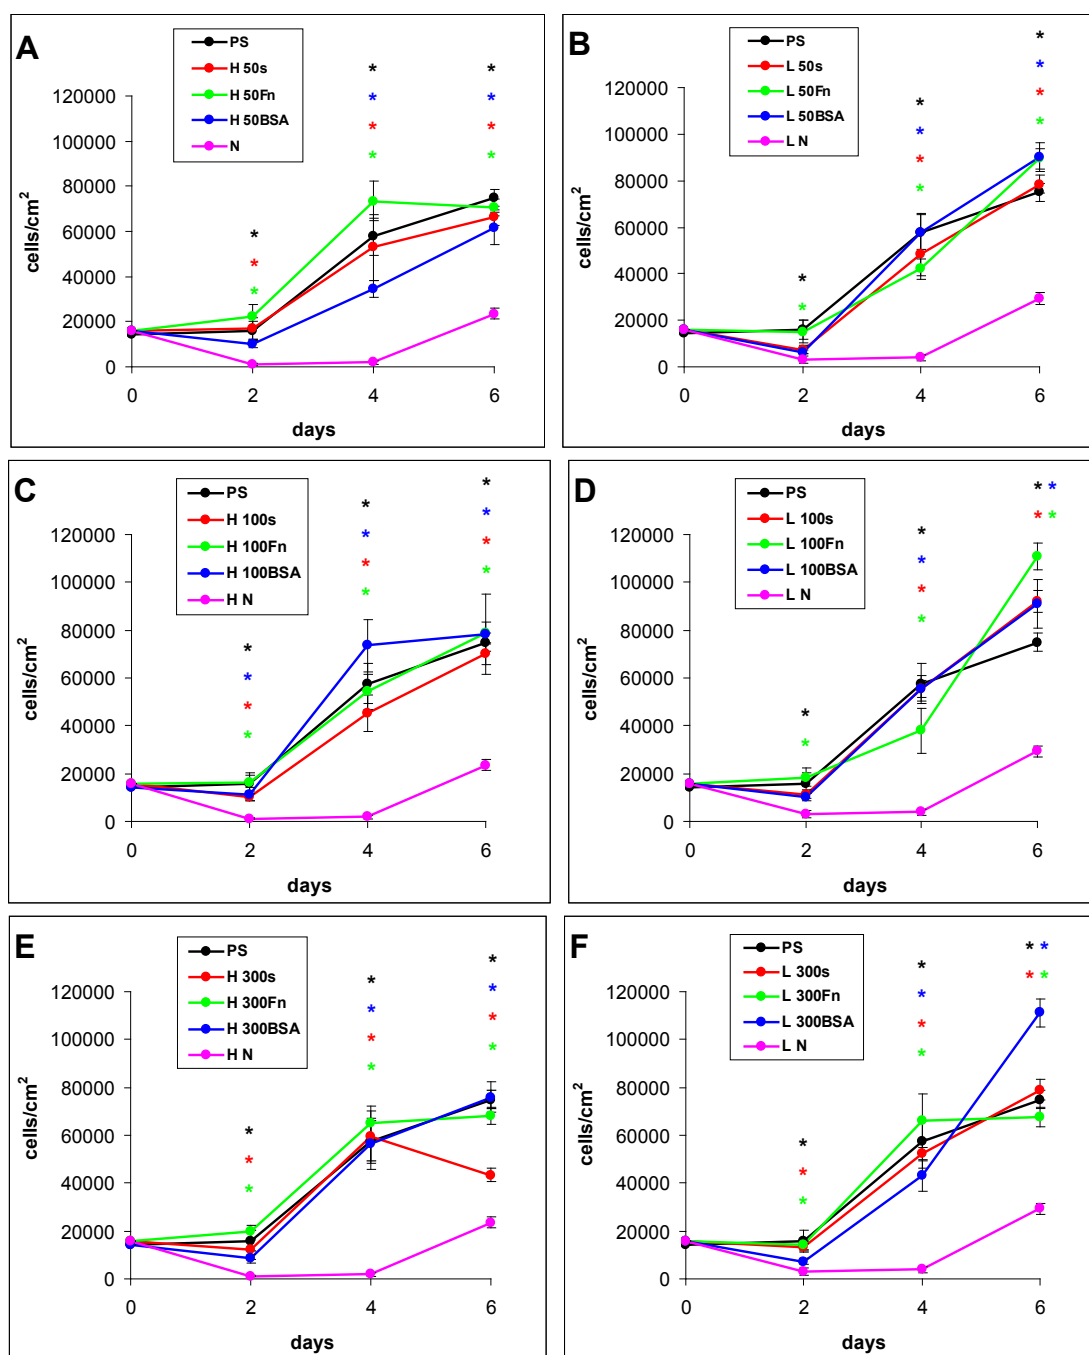 A
PS
H 50s
H 50Fn
H 50BSA
N
* *
* *
* *
* *
*
*
*
120000
100000
80000
60000
40000
20000
0
cells/cm²
0 2 4 6
days
B
PS
L 50s
L 50Fn
L 50BSA
L N
*
*
*
*
*
*
*
*
*
*
120000
100000
80000
60000
40000
20000
0
cells/cm²
0 2 4 6
days
C
PS
H 100s
H 100Fn
H 100BSA
H N
*
*
*
*
*
*
*
*
*
*
*
*
120000
100000
80000
60000
40000
20000
0
cells/cm²
0 2 4 6
days
D
PS
L 100s
L 100Fn
L 100BSA
L N
* *
* *
*
*
*
*
*
*
120000
100000
80000
60000
40000
20000
0
cells/cm²
0 2 4 6
days
E
PS
H 300s
H 300Fn
H 300BSA
H N
*
*
*
*
*
*
*
*
*
*
*
120000
100000
80000
60000
40000
20000
0
cells/cm²
0 2 4 6
days
F
PS
L 300s
L 300Fn
L 300BSA
L N
* *
* *
*
*
*
*
*
*
*
120000
100000
80000
60000
40000
20000
0
cells/cm²
0 2 4 6
days